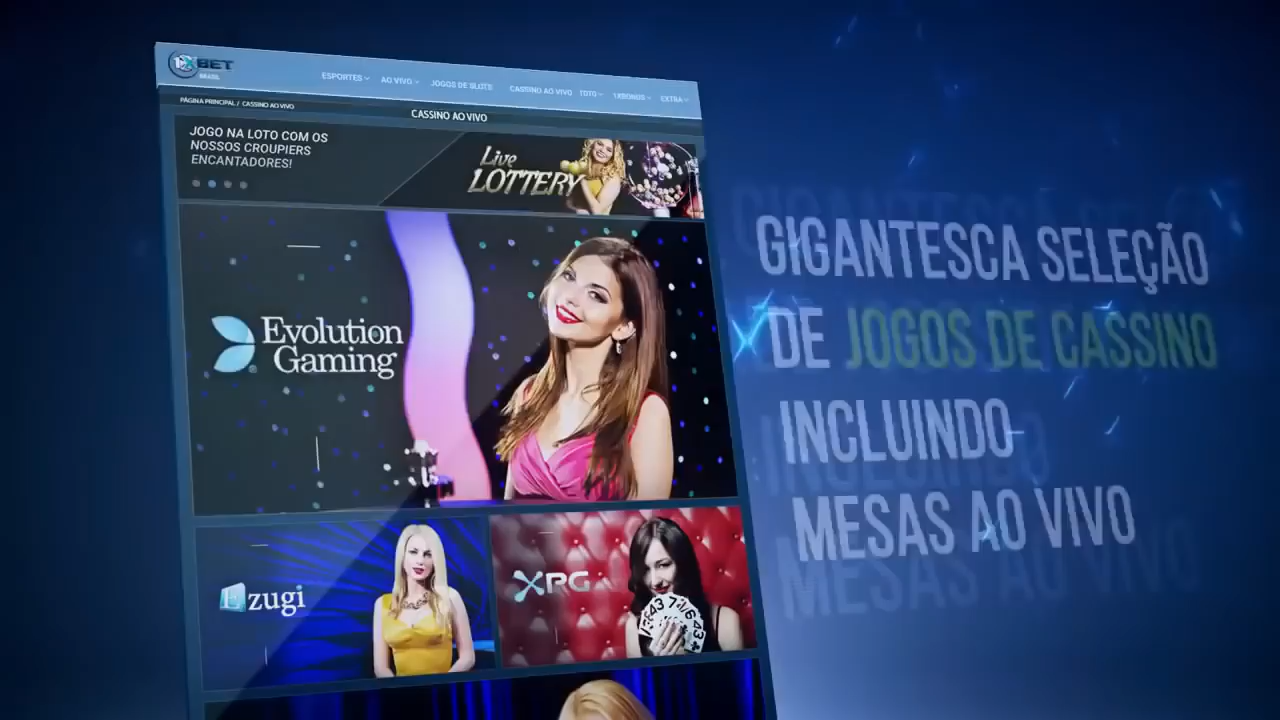 1XBET
BRASIL
ESPORTES
AO VIVO
JOGOS DE SLOTS
CASSINO AO VIVO
TOTO
EXTRA
PÁGINA PRINCIPAL / CASSINO AO VIVO
CASSINO AO VIVO
JOGO NA LOTO COM OS
NOSSOS CROUPIERS
ENCANTADORES!
Live
LOTTERY
Evolution
Gaming
Ezugi
XPG
GIGANTESCA SELEÇÃO
DE JOGOS DE CASSINO
INCLUINDO
MESAS AO VIVO